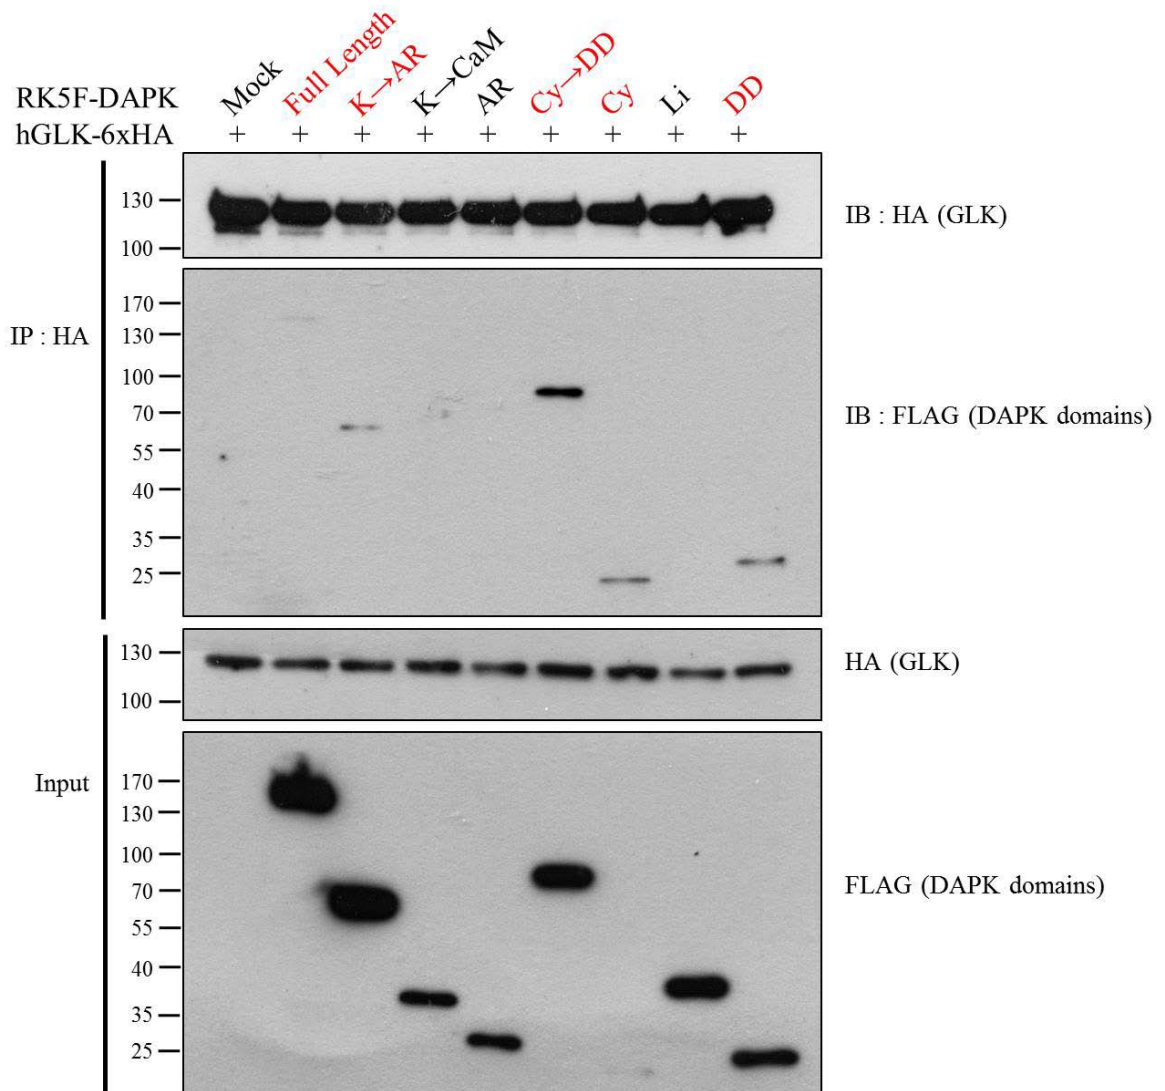 RK5F-DAPK Mock Full Length K→AR K→CaM AR Cy→DD Cy Li DD
hGLK-6xHA + + + + + + + + +
130
100
IB : HA (GLK)
IP : HA
170
130
100
70
55
40
35
25
IB : FLAG (DAPK domains)
130
100
HA (GLK)
Input
170
130
100
70
55
40
35
25
FLAG (DAPK domains)